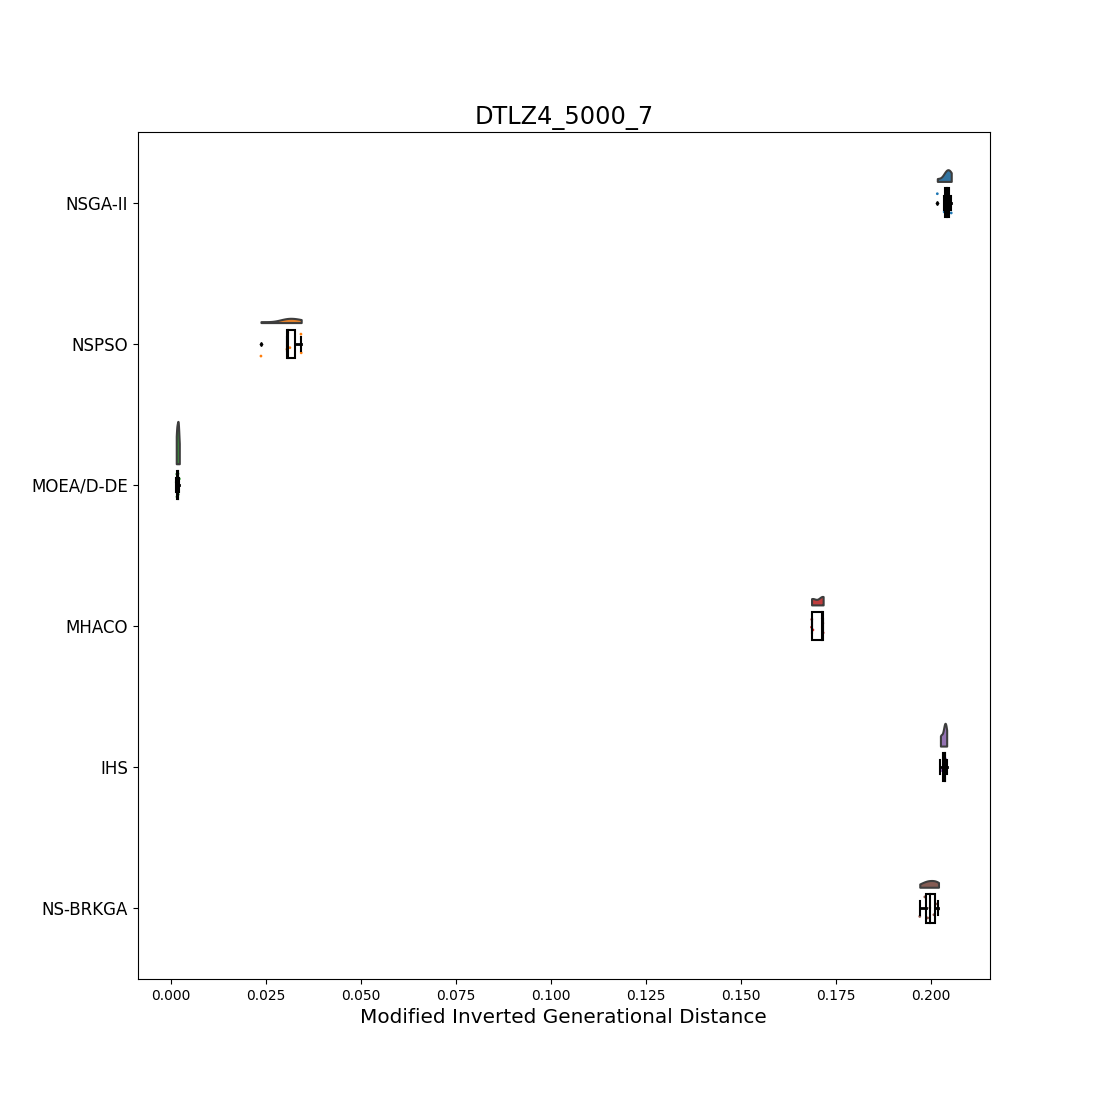 DTLZ4_5000_7
NSGA-II
NSPSO
MOEA/D-DE
MHACO
IHS
NS-BRKGA
0.000 0.025 0.050 0.075 0.100 0.125 0.150 0.175 0.200
Modified Inverted Generational Distance